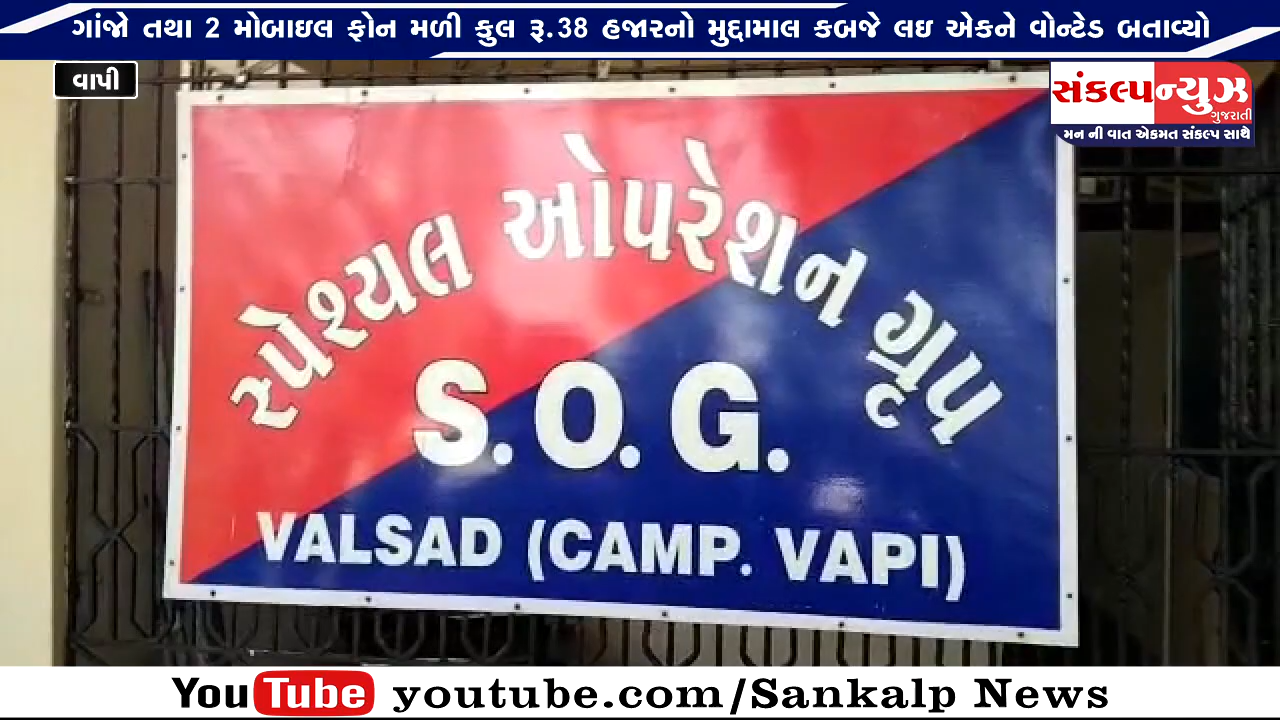 ગાંજો તથા 2 મોબાઇલ ફોન મળી કુલ રૂ.38 હજારનો મુદ્દામાલ કબજે લઇ એકને વોન્ટેડ બતાવ્યો
વાપી
સંકલ્પન્યુઝ
ગુજરાતી
મન ની વાત એકમત સંકલ્પ સાથે
સ્પેશ્યલ ઓપરેશન ગ્રૃપ
S.O.G.
VALSAD (CAMP. VAPI)
YouTube youtube.com/Sankalp News